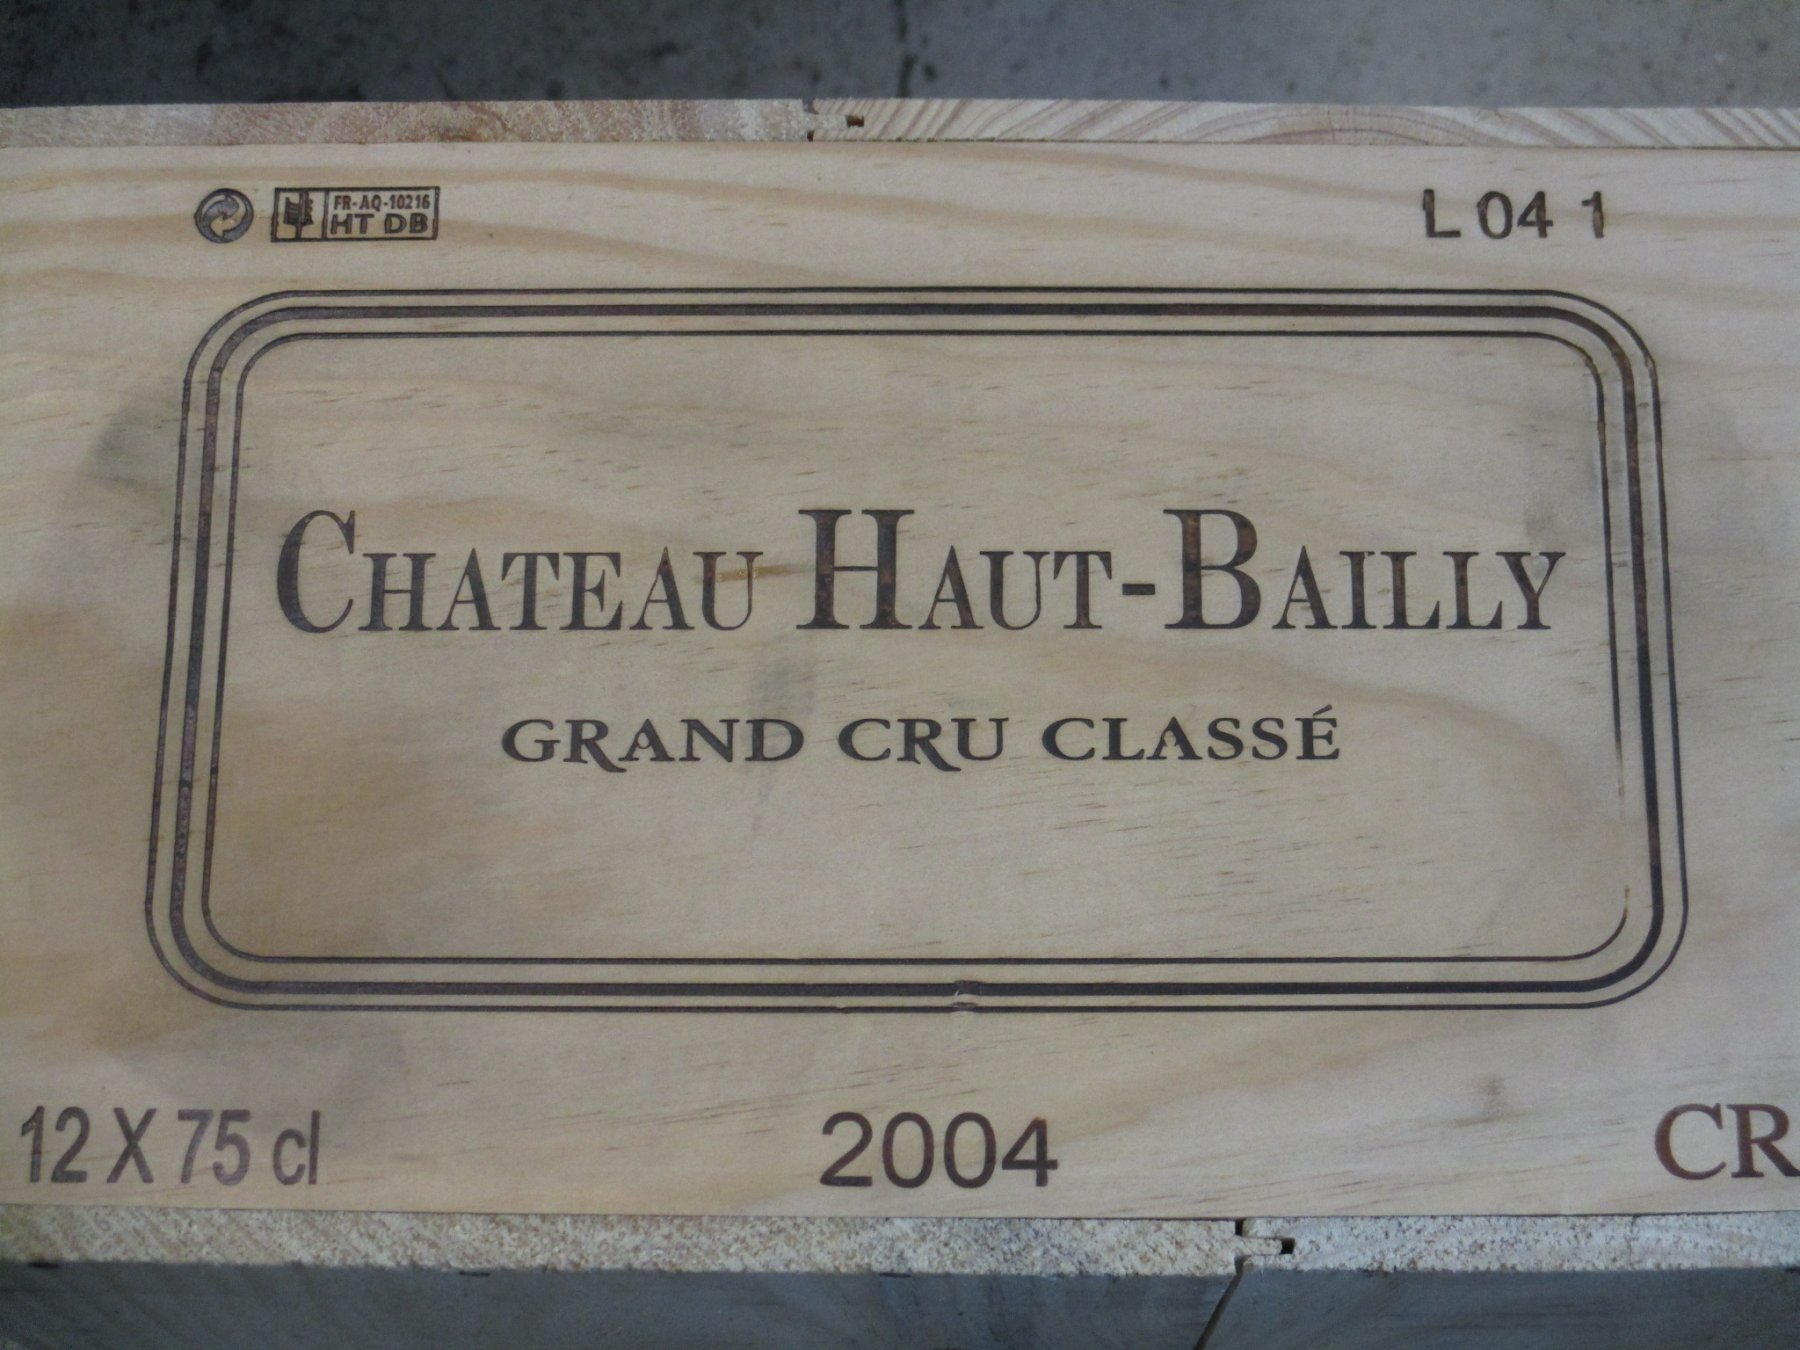 FR-AQ-10216
HT DB
L 04 1
CHATEAU HAUT-BAILLY
GRAND CRU CLASSÉ
12 X 75 cl
2004
CR